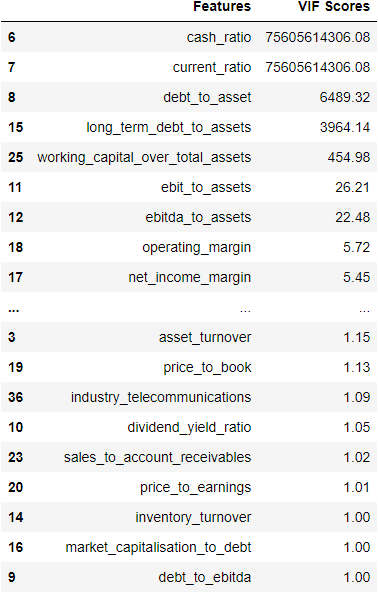 Features VIF Scores
6 cash_ratio 75605614306.08
7 current_ratio 75605614306.08
8 debt_to_asset 6489.32
15 long_term_debt_to_assets 3964.14
25 working_capital_over_total_assets 454.98
11 ebit_to_assets 26.21
12 ebitda_to_assets 22.48
18 operating_margin 5.72
17 net_income_margin 5.45
... ... ...
3 asset_turnover 1.15
19 price_to_book 1.13
36 industry_telecommunications 1.09
10 dividend_yield_ratio 1.05
23 sales_to_account_receivables 1.02
20 price_to_earnings 1.01
14 inventory_turnover 1.00
16 market_capitalisation_to_debt 1.00
9 debt_to_ebitda 1.00